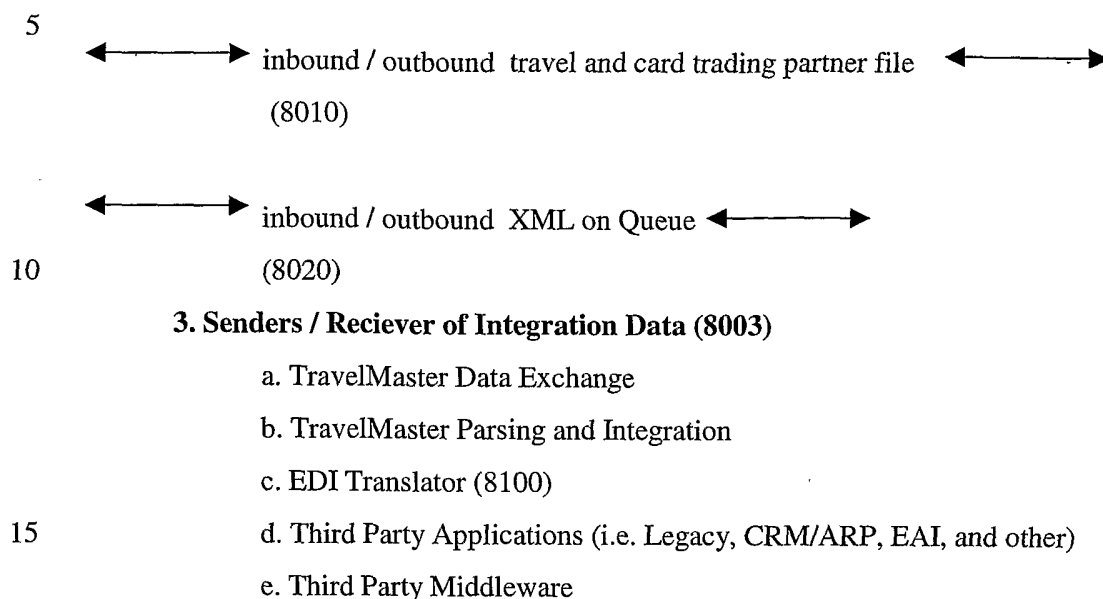 5
inbound / outbound travel and card trading partner file
(8010)
inbound / outbound XML on Queue
10 (8020)
3. Senders / Reciever of Integration Data (8003)
a. TravelMaster Data Exchange
b. TravelMaster Parsing and Integration
c. EDI Translator (8100)
15 d. Third Party Applications (i.e. Legacy, CRM/ARP, EAI, and other)
e. Third Party Middleware